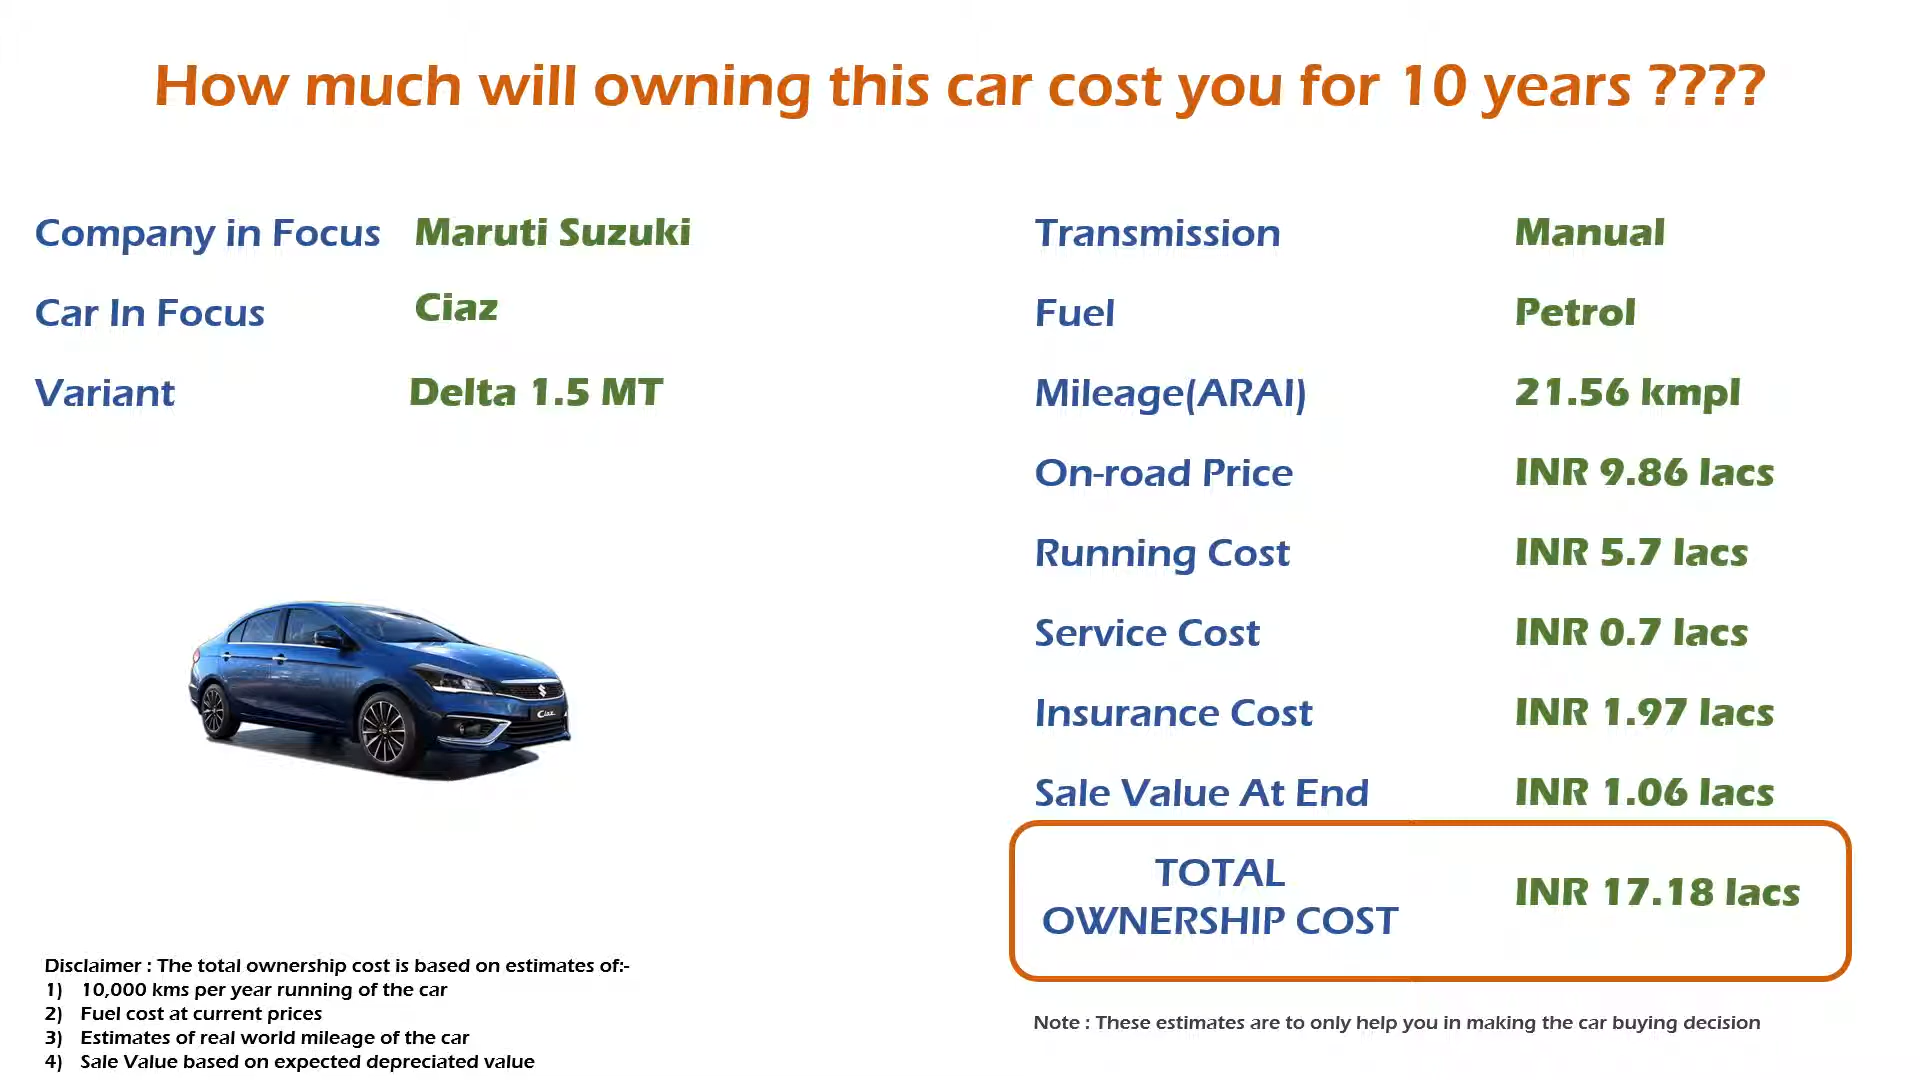 How much will owning this car cost you for 10 years ????
Company in Focus Maruti Suzuki
Car In Focus Ciaz
Variant Delta 1.5 MT
Transmission Manual
Fuel Petrol
Mileage(ARAI) 21.56 kmpl
On-road Price INR 9.86 lacs
Running Cost INR 5.7 lacs
Service Cost INR 0.7 lacs
Insurance Cost INR 1.97 lacs
Sale Value At End INR 1.06 lacs
TOTAL
OWNERSHIP COST INR 17.18 lacs
Ciaz
Disclaimer : The total ownership cost is based on estimates of:-
1) 10,000 kms per year running of the car
2) Fuel cost at current prices
3) Estimates of real world mileage of the car
4) Sale Value based on expected depreciated value
Note : These estimates are to only help you in making the car buying decision